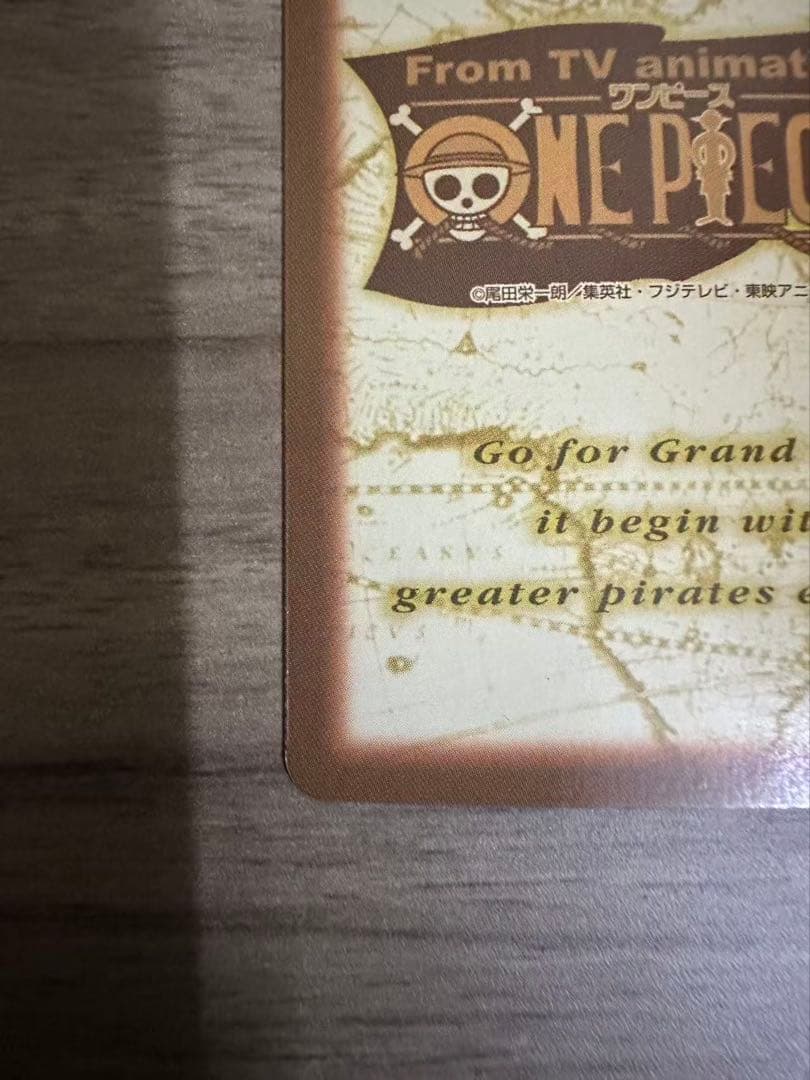 From TV animat
ワンピース
ONE PIEC
©尾田栄一朗／集英社・フジテレビ・東映アニ
Go for Grand
it begin wit
EASVS
greater pirates e